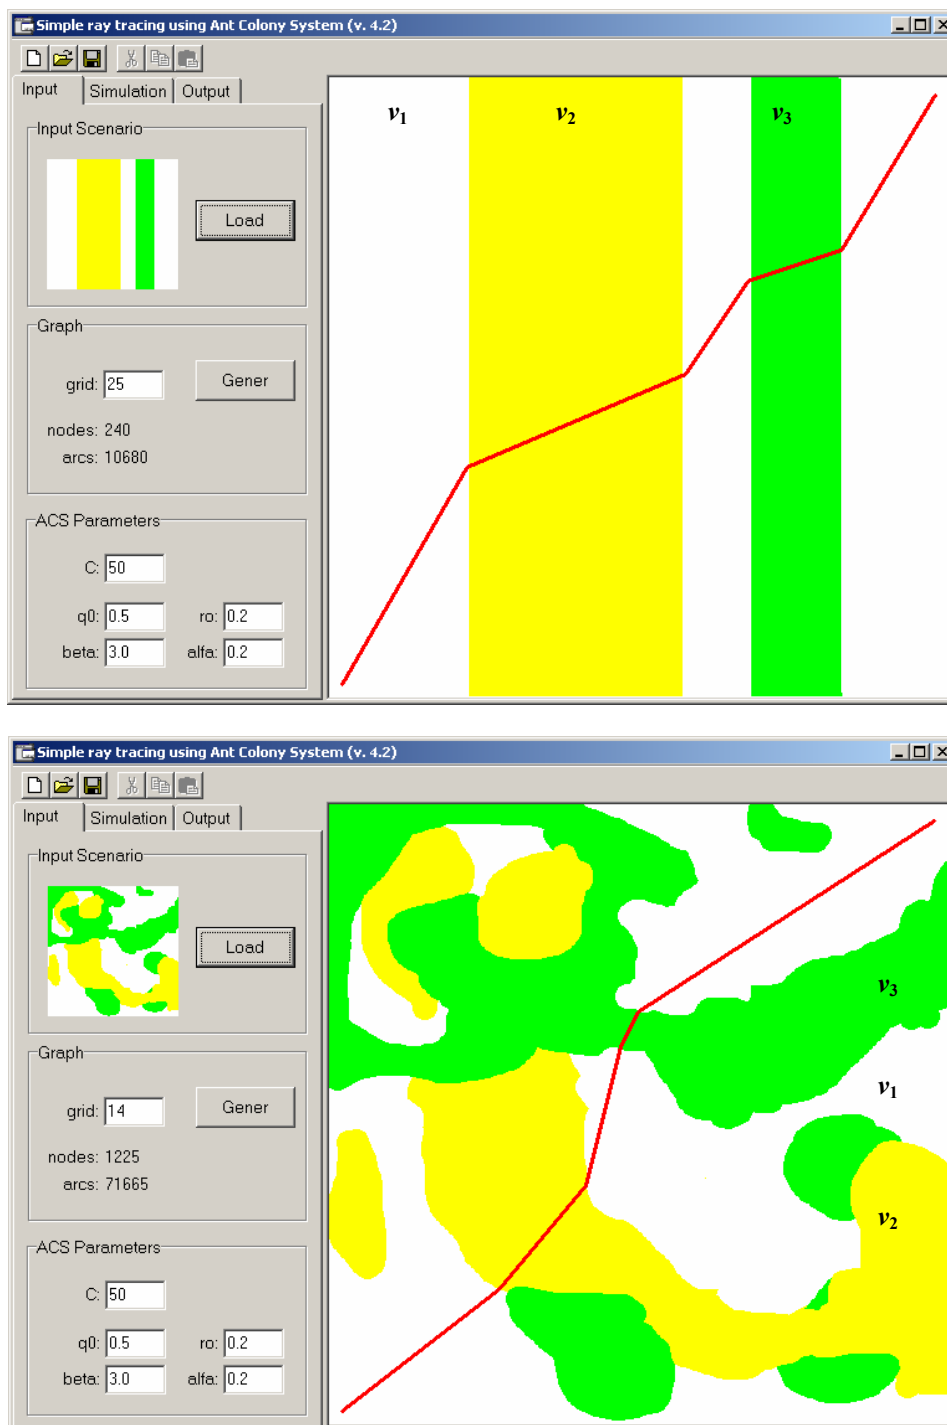 Simple ray tracing using Ant Colony System (v. 4.2)
Input Simulation Output
Input Scenario
Load
Graph
grid: 25 Gener
nodes: 240
arcs: 10680
ACS Parameters
C: 50
q0: 0.5 ro: 0.2
beta: 3.0 alfa: 0.2
v1 v2 v3
Simple ray tracing using Ant Colony System (v. 4.2)
Input Simulation Output
Input Scenario
Load
Graph
grid: 14 Gener
nodes: 1225
arcs: 71665
ACS Parameters
C: 50
q0: 0.5 ro: 0.2
beta: 3.0 alfa: 0.2
v3
v1
v2